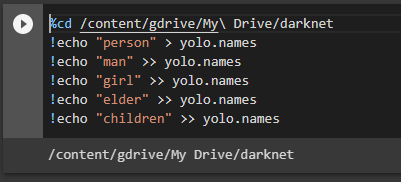 %cd /content/gdrive/My\ Drive/darknet
!echo "person" > yolo.names
!echo "man" >> yolo.names
!echo "girl" >> yolo.names
!echo "elder" >> yolo.names
!echo "children" >> yolo.names
/content/gdrive/My Drive/darknet